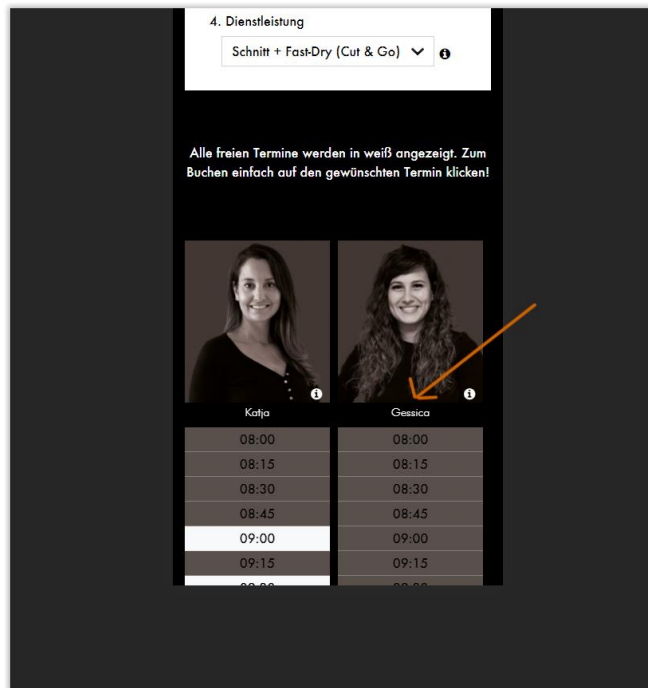 4. Dienstleistung
Schnitt + Fast-Dry (Cut & Go)
Alle freien Termine werden in weiß angezeigt. Zum
Buchen einfach auf den gewünschten Termin klicken!
Katja
Gessica
08:00
08:00
08:15
08:15
08:30
08:30
08:45
08:45
09:00
09:00
09:15
09:15